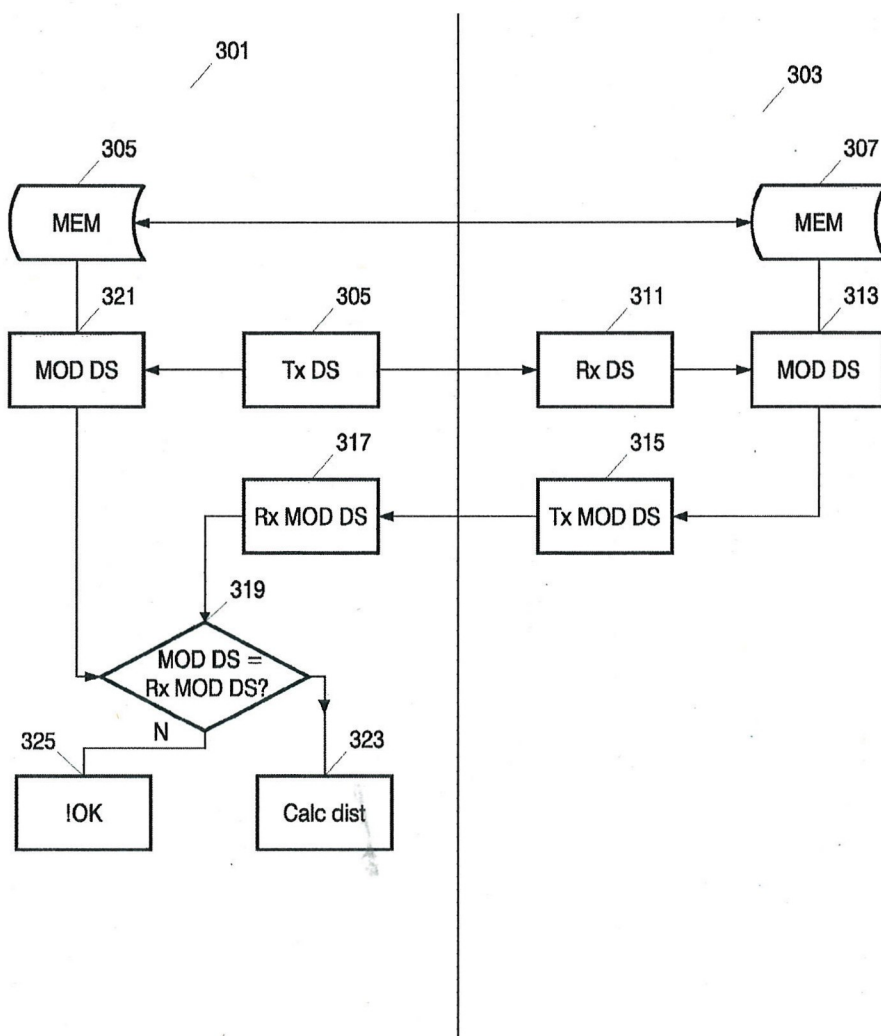 301
303
305
307
MEM
MEM
321
305
311
313
MOD DS
Tx DS
Rx DS
MOD DS
317
315
Rx MOD DS
Tx MOD DS
319
MOD DS =
Rx MOD DS?
N
325
323
!OK
Calc dist